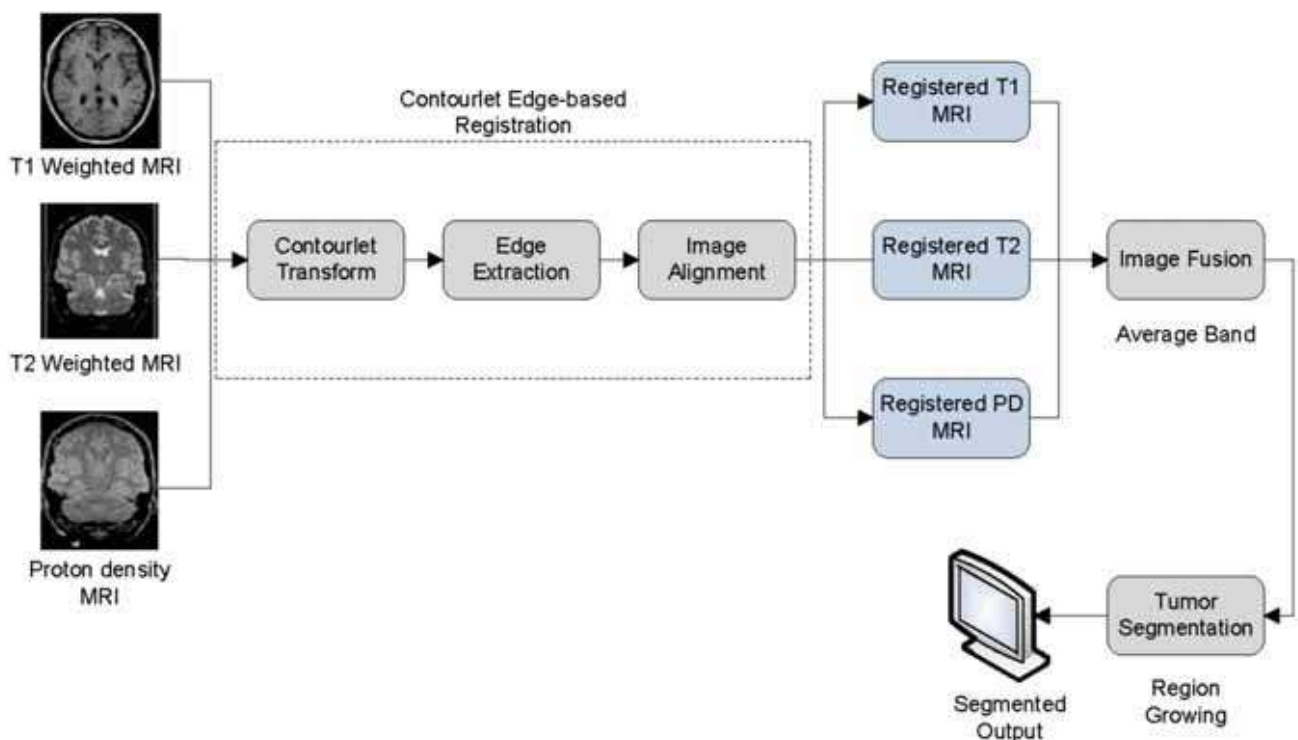 T1 Weighted MRI
T2 Weighted MRI
Proton density
MRI
Contourlet Edge-based
Registration
Contourlet
Transform
Edge
Extraction
Image
Alignment
Registered T1
MRI
Registered T2
MRI
Registered PD
MRI
Image Fusion
Average Band
Tumor
Segmentation
Region
Growing
Segmented
Output